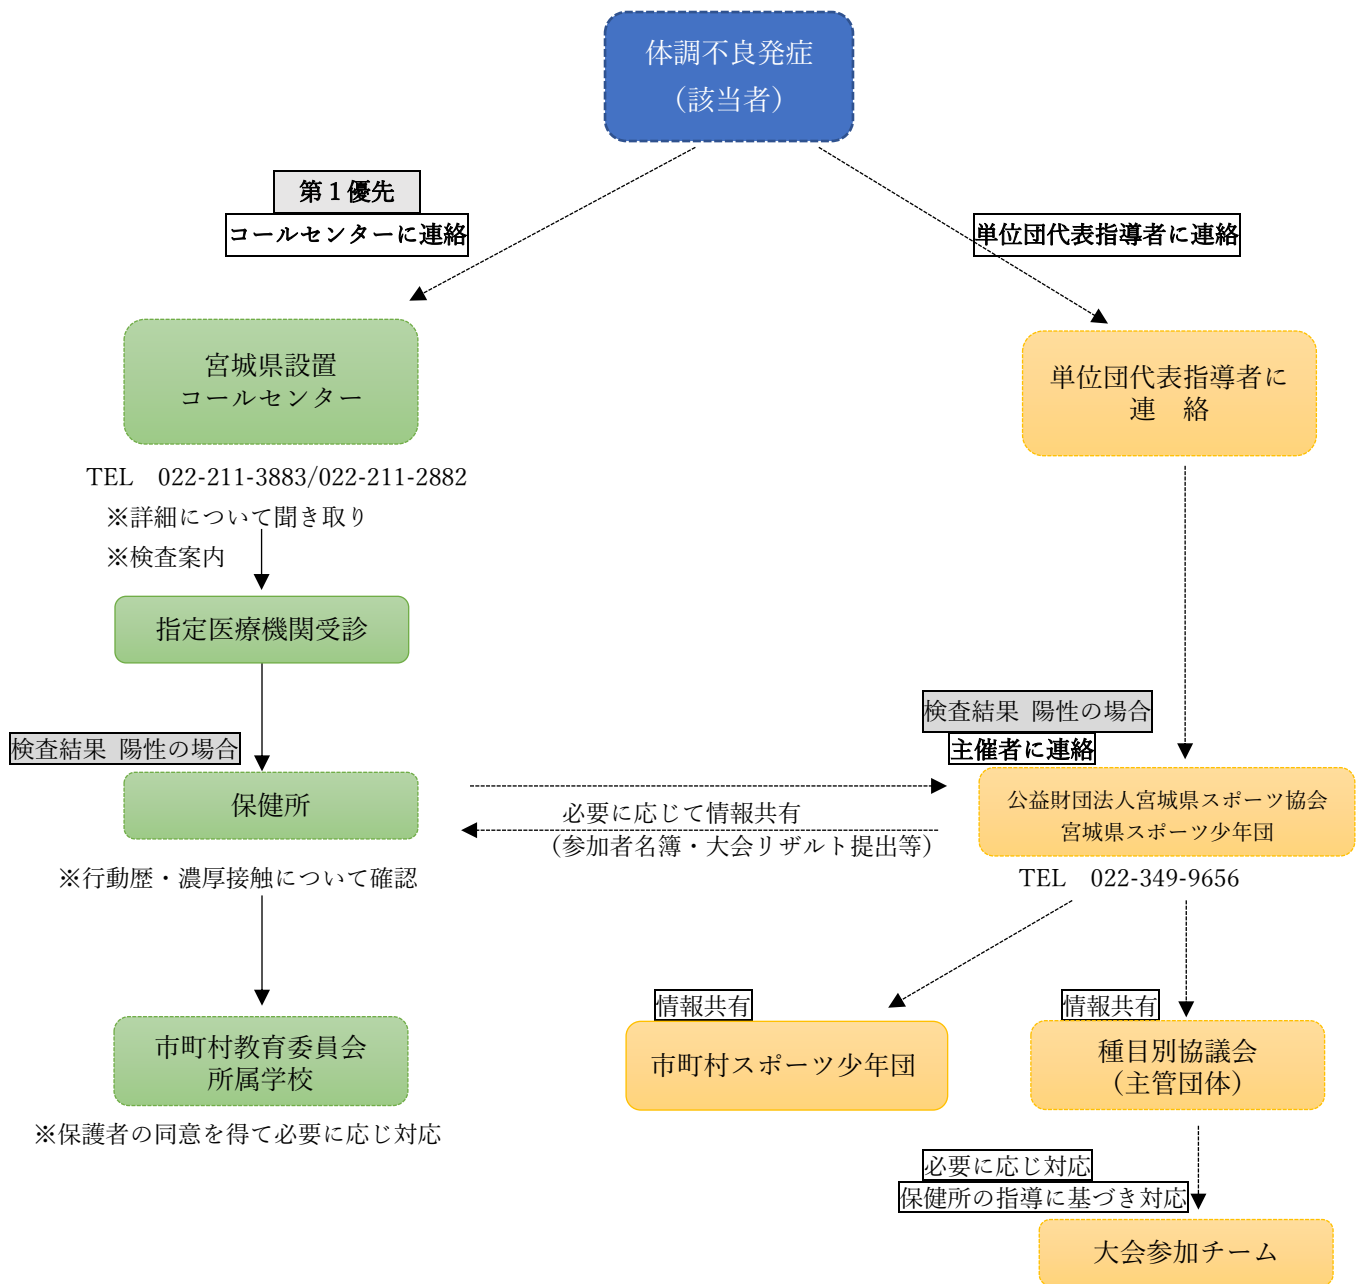 体調不良発症
（該当者）
第１優先
コールセンターに連絡
単位団代表指導者に連絡
宮城県設置
コールセンター
単位団代表指導者に
連　絡
TEL　022-211-3883/022-211-2882
※詳細について聞き取り
※検査案内
指定医療機関受診
検査結果 陽性の場合
主催者に連絡
検査結果 陽性の場合
保健所
必要に応じて情報共有
（参加者名簿・大会リザルト提出等）
公益財団法人宮城県スポーツ協会
宮城県スポーツ少年団
※行動歴・濃厚接触について確認
TEL　022-349-9656
情報共有
情報共有
市町村教育委員会
所属学校
市町村スポーツ少年団
種目別協議会
（主管団体）
※保護者の同意を得て必要に応じ対応
必要に応じ対応
保健所の指導に基づき対応
大会参加チーム